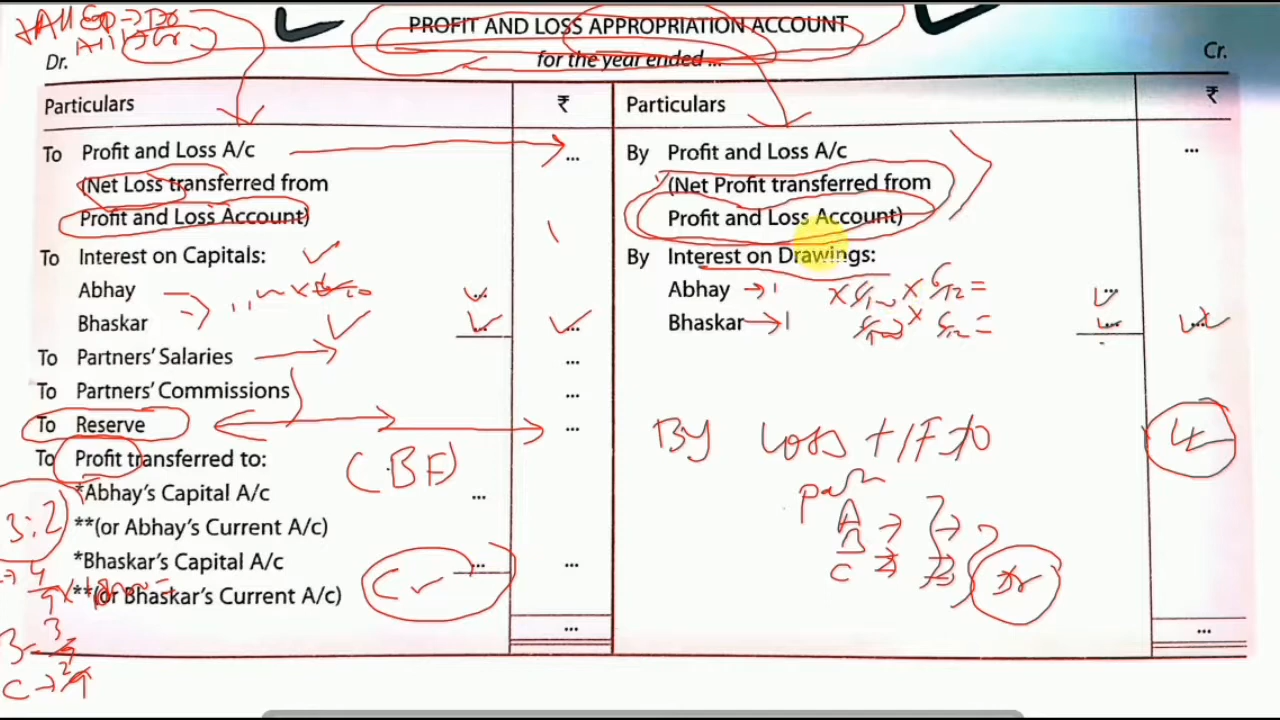 PROFIT AND LOSS APPROPRIATION ACCOUNT
for the year ended ...
Dr.
Cr.
Particulars ₹ Particulars ₹
To Profit and Loss A/c ... By Profit and Loss A/c ...
(Net Loss transferred from (Net Profit transferred from
Profit and Loss Account) Profit and Loss Account)
To Interest on Capitals: By Interest on Drawings:
Abhay ... Abhay ...
Bhaskar ... ... Bhaskar ... ...
To Partners' Salaries ...
To Partners' Commissions ...
To Reserve ... By Loss
To Profit transferred to:
(BF)
*Abhay's Capital A/c ...
3:2
**(or Abhay's Current A/c)
A
B
C
*Bhaskar's Capital A/c ... ...
**(or Bhaskar's Current A/c)
Cr
Dr
... ...